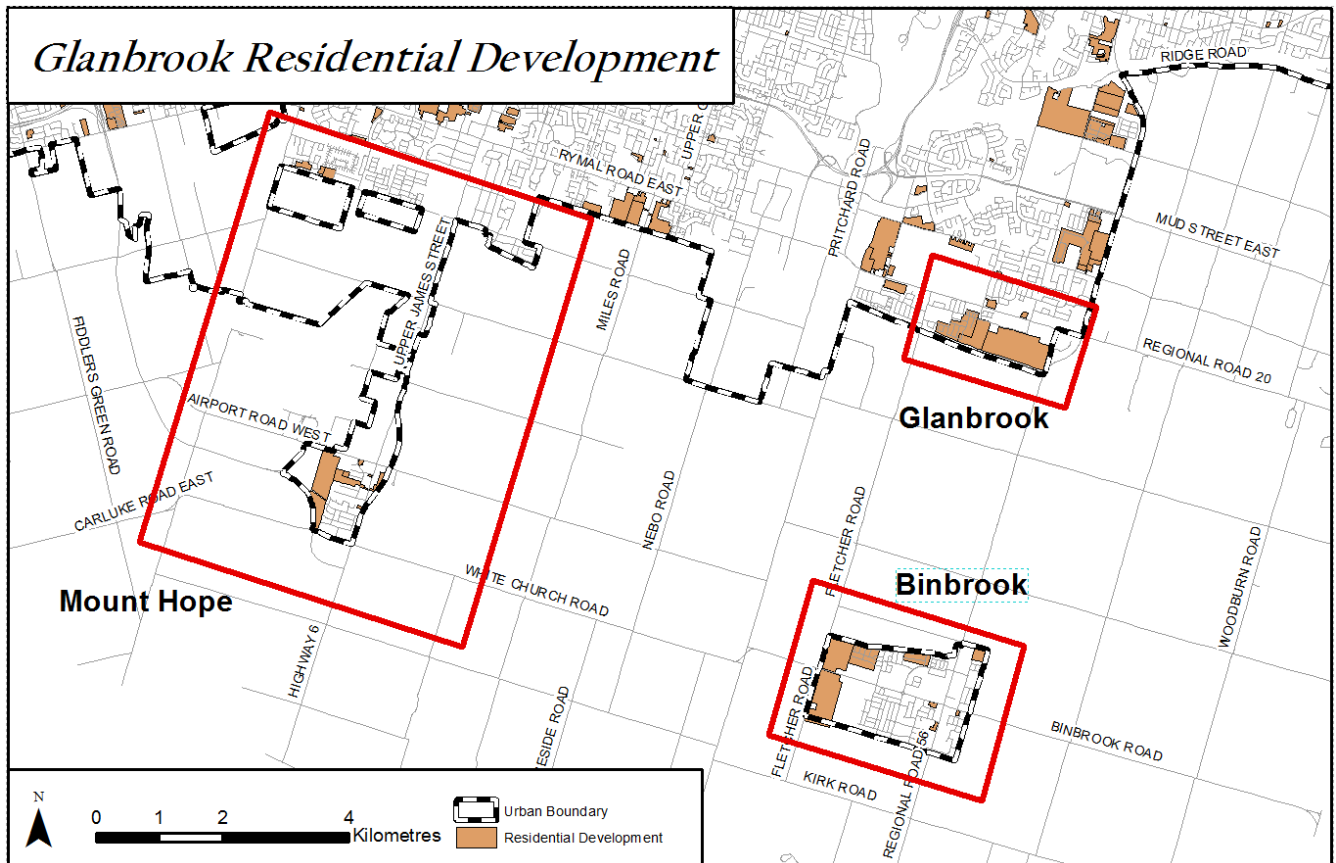 Glanbrook Residential Development
RIDGE ROAD
UPPER
RYMAL ROAD EAST
PRITCHARD ROAD
MUD STREET EAST
UPPER JAMES STREET
MILES ROAD
FIDDLERS GREEN ROAD
REGIONAL ROAD 20
AIRPORT ROAD WEST
Glanbrook
CARLUKE ROAD EAST
NEBO ROAD
FLETCHER ROAD
WOODBURN ROAD
WHITE CHURCH ROAD
Binbrook
Mount Hope
HIGHWAY 6
FLETCHER ROAD
BINBROOK ROAD
ESIDE ROAD
REGIONAL ROAD 56
KIRK ROAD
N
0 1 2 4
Kilometres
Urban Boundary
Residential Development